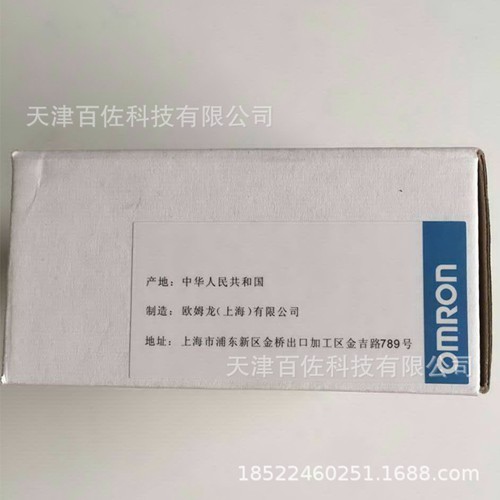 天津百佐科技有限公司
产地：中华人民共和国
制造：欧姆龙（上海）有限公司
地址：上海市浦东新区金桥出口加工区金吉路789号
OMRON
天津百佐科技有限公司
18522460251.1688.com